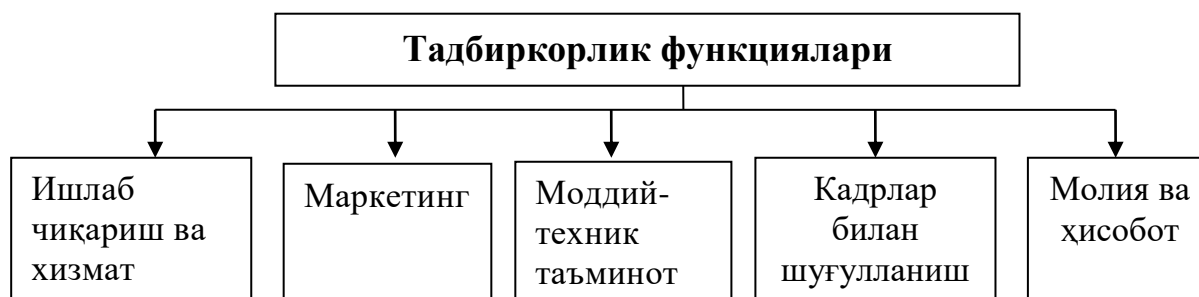 Тадбиркорлик функциялари
Ишлаб
чиқариш ва
хизмат
Маркетинг
Моддий-
техник
таъминот
Кадрлар
билан
шуғулланиш
Молия ва
ҳисобот